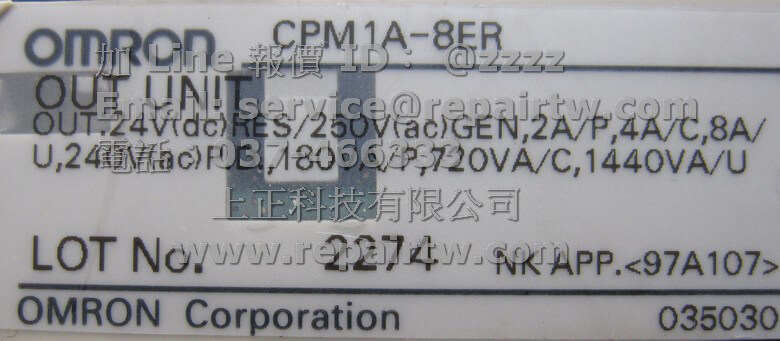 OMRON CPM1A-8ER
加 Line 報價 ID： @zzzz
OUT UNIT
Email: service@repairtw.com
OUT:24V(dc)RES/250V(ac)GEN,2A/P,4A/C,8A/
U,240V(ac)P.D.,180VA/P,720VA/C,1440VA/U
電話：037-466333
上正科技有限公司
LOT No. 2274 NK APP.<97A107>
www.repairtw.com
OMRON Corporation 035030